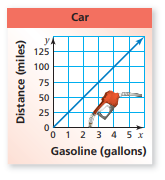 Car
Distance (miles)
y
125
100
75
50
25
0
0 1 2 3 4 5 x
Gasoline (gallons)